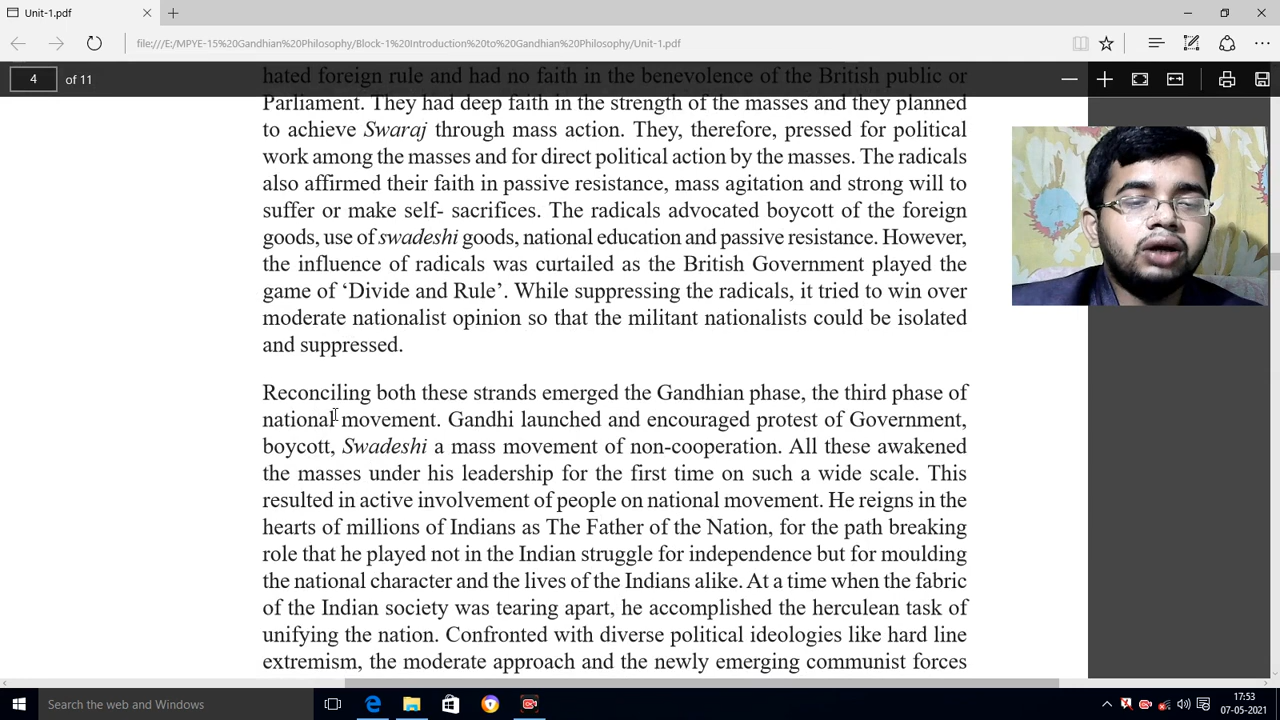 Unit-1.pdf
file:///E:/MPYE-15%20Gandhian%20Philosophy/Block-1%20Introduction%20to%20Gandhian%20Philosophy/Unit-1.pdf
4 of 11
hated foreign rule and had no faith in the benevolence of the British public or
Parliament. They had deep faith in the strength of the masses and they planned
to achieve Swaraj through mass action. They, therefore, pressed for political
work among the masses and for direct political action by the masses. The radicals
also affirmed their faith in passive resistance, mass agitation and strong will to
suffer or make self- sacrifices. The radicals advocated boycott of the foreign
goods, use of swadeshi goods, national education and passive resistance. However,
the influence of radicals was curtailed as the British Government played the
game of ‘Divide and Rule’. While suppressing the radicals, it tried to win over
moderate nationalist opinion so that the militant nationalists could be isolated
and suppressed.
Reconciling both these strands emerged the Gandhian phase, the third phase of
national movement. Gandhi launched and encouraged protest of Government,
boycott, Swadeshi a mass movement of non-cooperation. All these awakened
the masses under his leadership for the first time on such a wide scale. This
resulted in active involvement of people on national movement. He reigns in the
hearts of millions of Indians as The Father of the Nation, for the path breaking
role that he played not in the Indian struggle for independence but for moulding
the national character and the lives of the Indians alike. At a time when the fabric
of the Indian society was tearing apart, he accomplished the herculean task of
unifying the nation. Confronted with diverse political ideologies like hard line
extremism, the moderate approach and the newly emerging communist forces
Search the web and Windows
17:53
07-05-2021